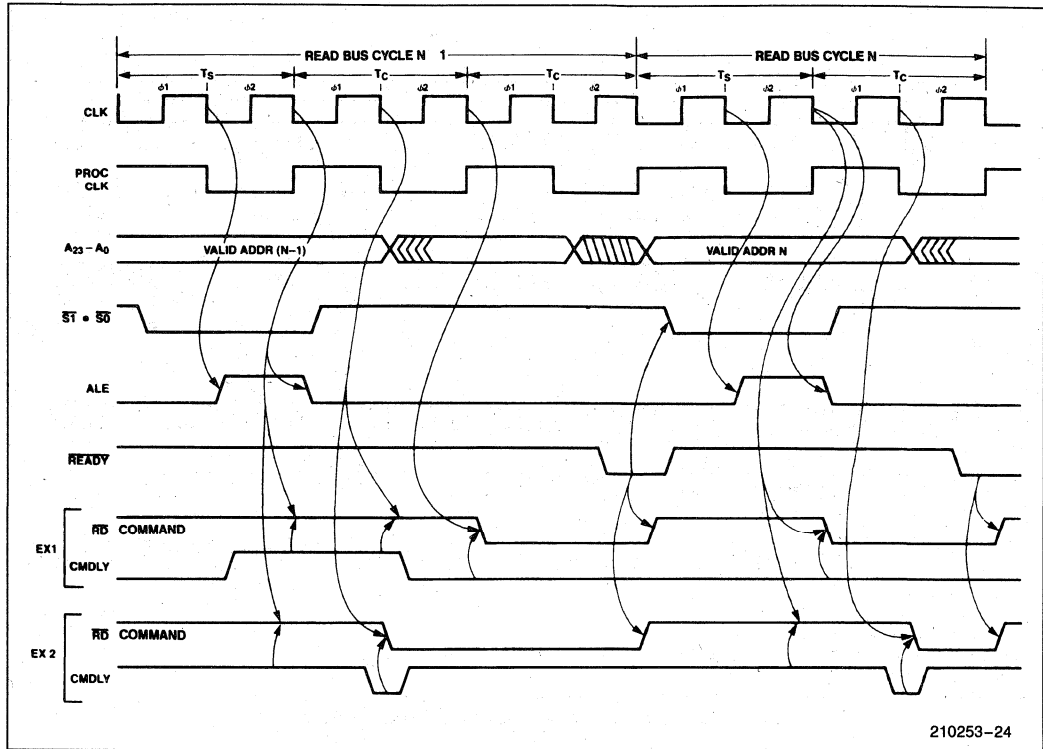 READ BUS CYCLE N 1 READ BUS CYCLE N
TS TC TC TS TC
ϕ1 ϕ2 ϕ1 ϕ2 ϕ1 ϕ2 ϕ1 ϕ2 ϕ1 ϕ2
CLK
PROC
CLK
A23 – A0 VALID ADDR (N–1) VALID ADDR N
S1 • S0
ALE
READY
EX1
RD COMMAND
CMDLY
EX 2
RD COMMAND
CMDLY
210253–24